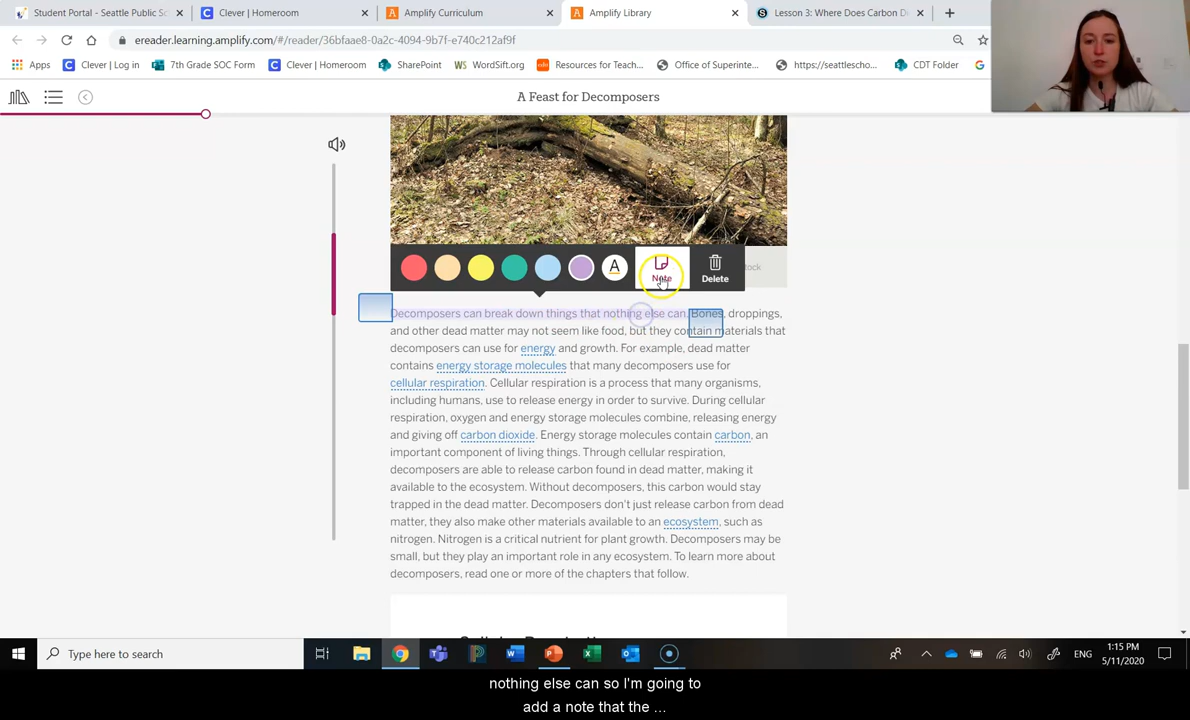 Student Portal - Seattle Public Sc
Clever | Homeroom
Amplify Curriculum
Amplify Library
Lesson 3: Where Does Carbon D
ereader.learning.amplify.com/#/reader/36bfaae8-0a2c-4094-9b7f-e740c212af9f
Apps
Clever | Log in
7th Grade SOC Form
Clever | Homeroom
SharePoint
WS WordSift.org
Resources for Teac...
Office of Superinte...
https://seattlescho...
CDT Folder
A Feast for Decomposers
A
Note
Delete
tock
Decomposers can break down things that nothing else can. Bones, droppings,
and other dead matter may not seem like food, but they contain materials that
decomposers can use for energy and growth. For example, dead matter
contains energy storage molecules that many decomposers use for
cellular respiration. Cellular respiration is a process that many organisms,
including humans, use to release energy in order to survive. During cellular
respiration, oxygen and energy storage molecules combine, releasing energy
and giving off carbon dioxide. Energy storage molecules contain carbon, an
important component of living things. Through cellular respiration,
decomposers are able to release carbon found in dead matter, making it
available to the ecosystem. Without decomposers, this carbon would stay
trapped in the dead matter. Decomposers don't just release carbon from dead
matter, they also make other materials available to an ecosystem, such as
nitrogen. Nitrogen is a critical nutrient for plant growth. Decomposers may be
small, but they play an important role in any ecosystem. To learn more about
decomposers, read one or more of the chapters that follow.
Type here to search
ENG
1:15 PM
5/11/2020
nothing else can so I'm going to
add a note that the ...